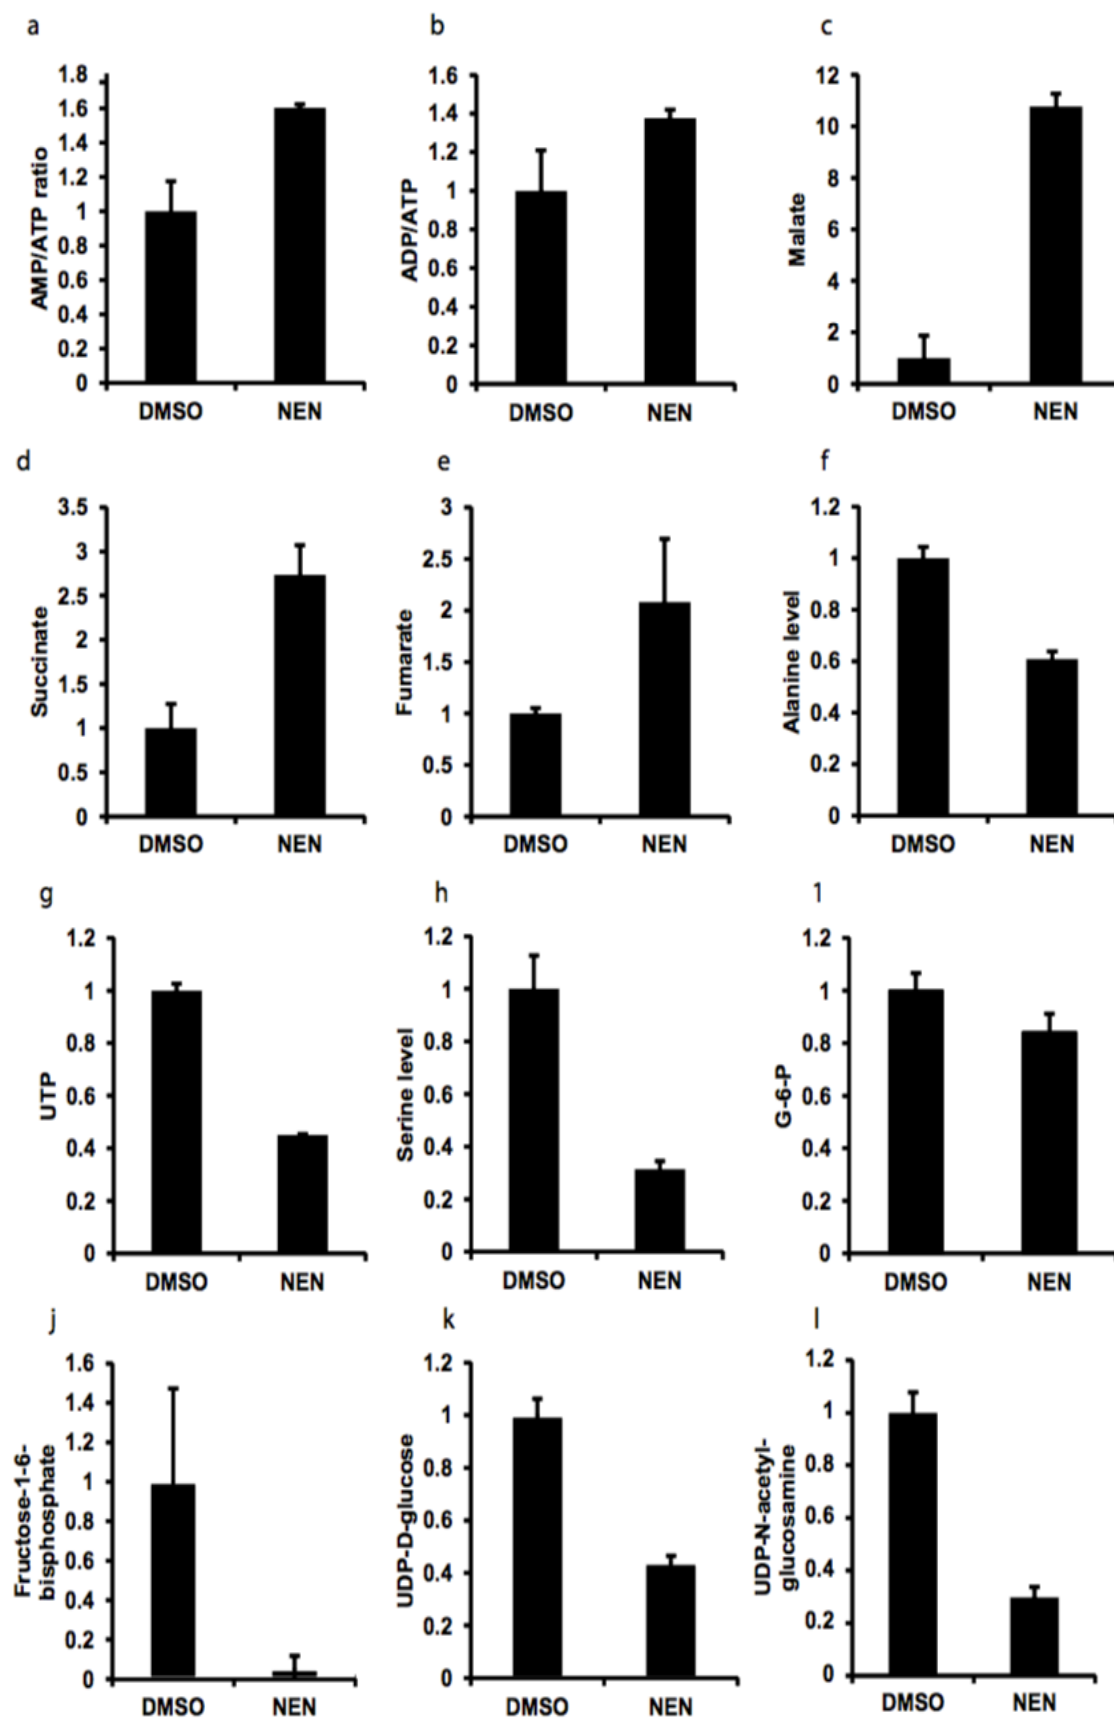 a
AMP/ATP ratio
1.8
1.6
1.4
1.2
1
0.8
0.6
0.4
0.2
0
DMSO NEN
b
ADP/ATP
1.6
1.4
1.2
1
0.8
0.6
0.4
0.2
0
DMSO NEN
c
Malate
12
10
8
6
4
2
0
DMSO NEN
d
Succinate
3.5
3
2.5
2
1.5
1
0.5
0
DMSO NEN
e
Fumarate
3
2.5
2
1.5
1
0.5
0
DMSO NEN
f
Alanine level
1.2
1
0.8
0.6
0.4
0.2
0
DMSO NEN
g
UTP
1.2
1
0.8
0.6
0.4
0.2
0
DMSO NEN
h
Serine level
1.2
1
0.8
0.6
0.4
0.2
0
DMSO NEN
1
G-6-P
1.2
1
0.8
0.6
0.4
0.2
0
DMSO NEN
j
Fructose-1-6-
bisphosphate
1.6
1.4
1.2
1
0.8
0.6
0.4
0.2
0
DMSO NEN
k
UDP-D-glucose
1.2
1
0.8
0.6
0.4
0.2
0
DMSO NEN
l
UDP-N-acetyl-
glucosamine
1.2
1
0.8
0.6
0.4
0.2
0
DMSO NEN